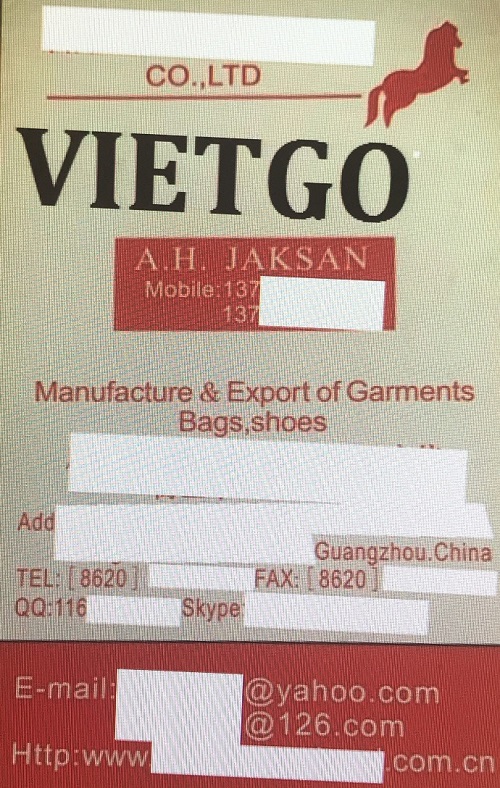 CO.,LTD
VIETGO
A.H. JAKSAN
Mobile:137
137
Manufacture & Export of Garments
Bags,shoes
Add
Guangzhou.China
TEL: [ 8620 ] FAX: [ 8620 ]
QQ:116 Skype:
E-mail: @yahoo.com
@126.com
Http:www .com.cn